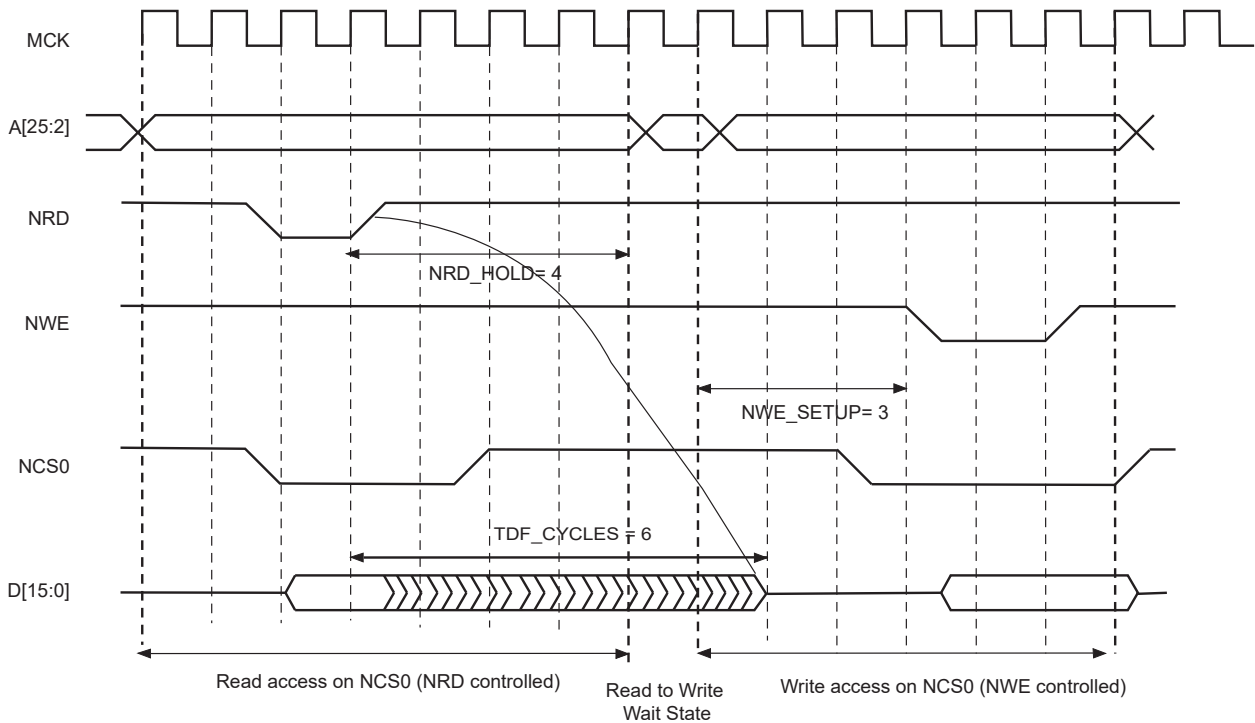 MCK
A[25:2]
NRD
NRD_HOLD= 4
NWE
NWE_SETUP= 3
NCS0
TDF_CYCLES = 6
D[15:0]
Read access on NCS0 (NRD controlled)
Read to Write
Wait State
Write access on NCS0 (NWE controlled)